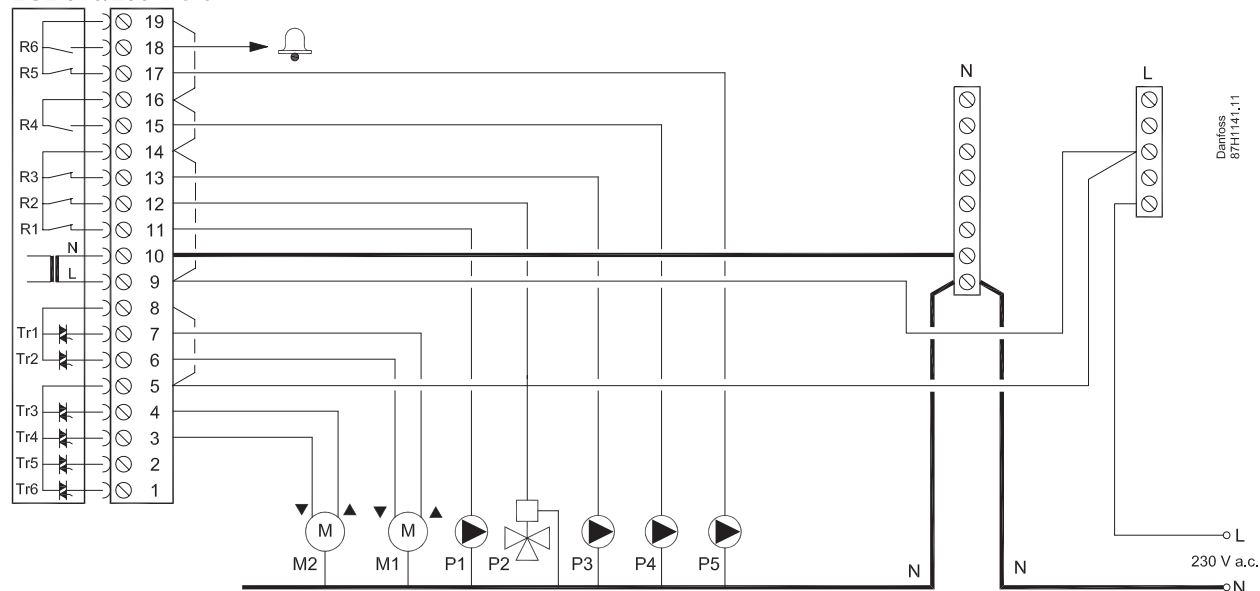 19
R6 18
R5 17
16
R4 15
14
R3 13
R2 12
R1 11
N 10
L 9
8
Tr1 7
Tr2 6
5
Tr3 4
Tr4 3
Tr5 2
Tr6 1
N
L
Danfoss
87H1141.11
M M
M2 M1 P1 P2 P3 P4 P5
N N
L
230 V a.c.
N